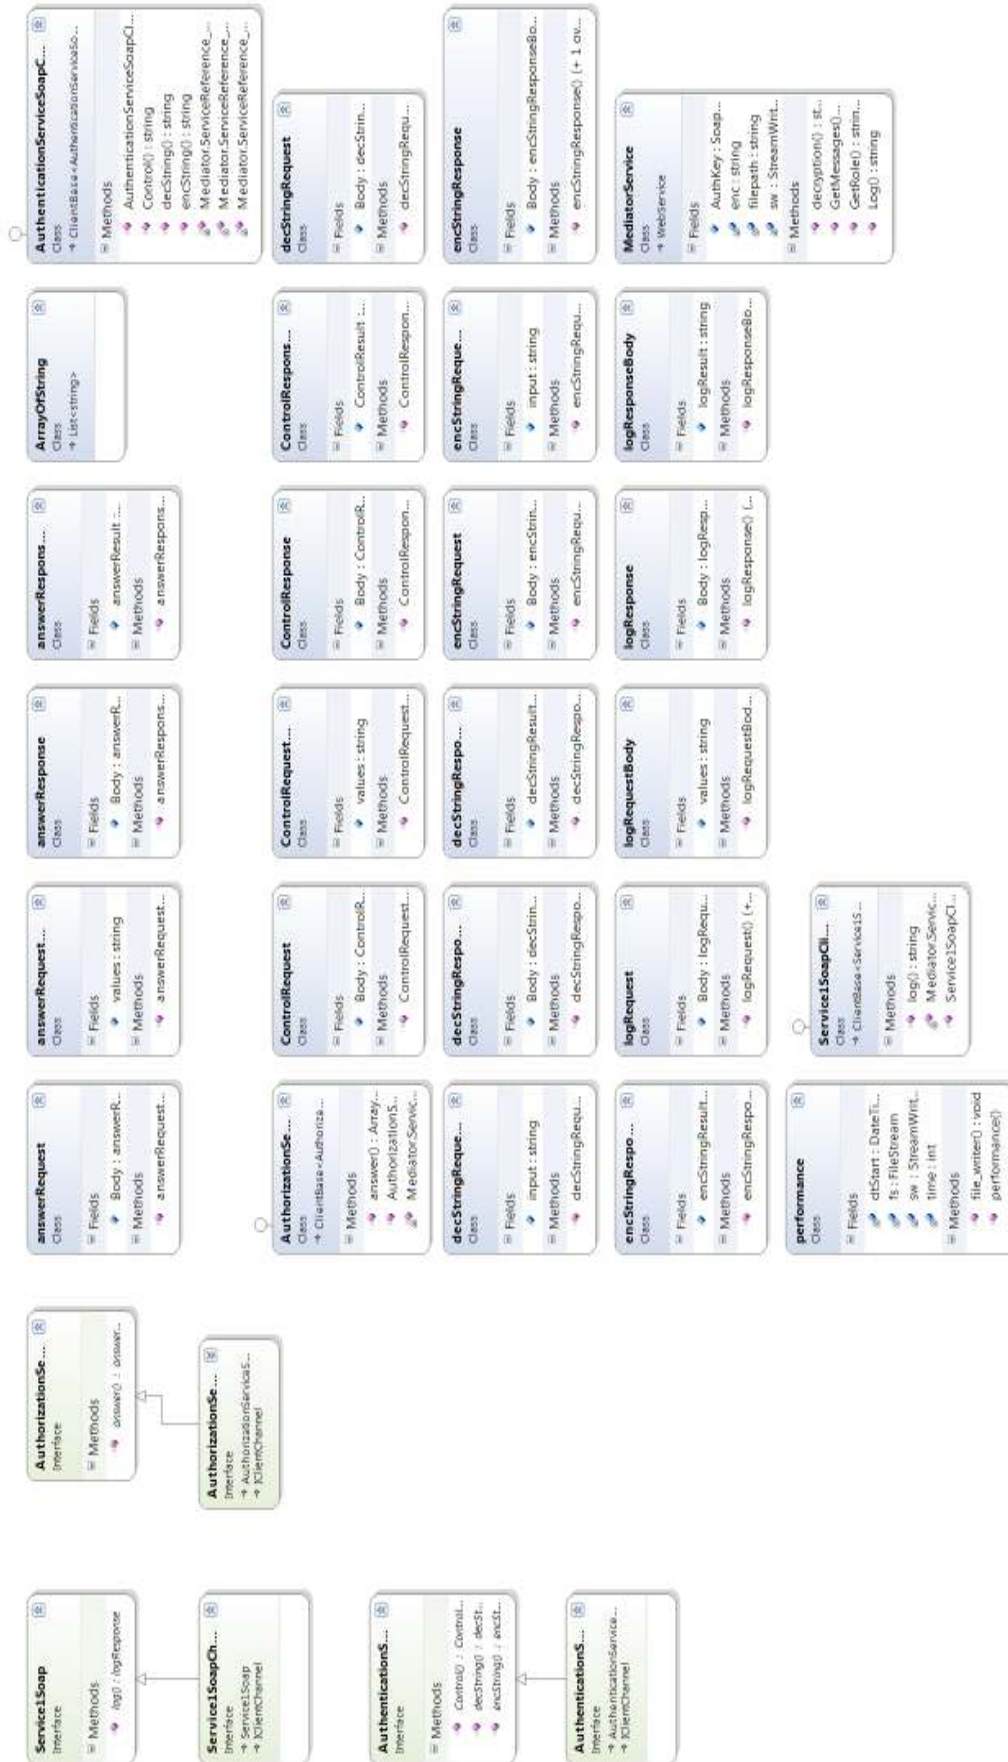 Service1Soap
Interface
Methods
log() : logResponse
Service1SoapCh...
Interface
→ Service1Soap
→ IClientChannel
AuthenticationS...
Interface
Methods
Control() : Control...
decString() : decSt...
encString() : encSt...
AuthenticationS...
Interface
→ AuthenticationService...
→ IClientChannel
AuthorizationSe...
Interface
Methods
answer() : answer...
AuthorizationSe...
Interface
→ AuthorizationServiceS...
→ IClientChannel
answerRequest
Class
Fields
Body : answerR...
Methods
answerRequest...
answerRequest...
Class
Fields
values : string
Methods
answerRequest...
answerResponse
Class
Fields
Body : answerR...
Methods
answerRespons...
answerRespons...
Class
Fields
answerResult :...
Methods
answerRespons...
ArrayOfString
Class
→ List<string>
AuthenticationServiceSoapC...
Class
→ ClientBase<AuthenticationServiceSo...
Methods
AuthenticationServiceSoapCl...
Control() : string
decString() : string
encString() : string
Mediator.ServiceReference_...
Mediator.ServiceReference_...
Mediator.ServiceReference_...
AuthorizationSe...
Class
→ ClientBase<Authoriza...
Methods
answer() : Array...
AuthorizationS...
Mediator.Servic...
ControlRequest
Class
Fields
Body : ControlR...
Methods
ControlRequest...
ControlRequest...
Class
Fields
values : string
Methods
ControlRequest...
ControlResponse
Class
Fields
Body : ControlR...
Methods
ControlRespon...
ControlRespons...
Class
Fields
ControlResult :...
Methods
ControlRespon...
decStringRequest
Class
Fields
Body : decStrin...
Methods
decStringRequ...
decStringReque...
Class
Fields
input : string
Methods
decStringRequ...
decStringRespo...
Class
Fields
Body : decStrin...
Methods
decStringRespo...
decStringRespo...
Class
Fields
decStringResult...
Methods
decStringRespo...
encStringRequest
Class
Fields
Body : encStrin...
Methods
encStringRequ...
encStringReque...
Class
Fields
input : string
Methods
encStringRequ...
encStringResponse
Class
Fields
Body : encStringResponseBo...
Methods
encStringResponse() (+ 1 ov...
encStringRespo...
Class
Fields
encStringResult...
Methods
encStringRespo...
logRequest
Class
Fields
Body : logRequ...
Methods
logRequest() (+...
logRequestBody
Class
Fields
values : string
Methods
logRequestBod...
logResponse
Class
Fields
Body : logResp...
Methods
logResponse() (...
logResponseBody
Class
Fields
logResult : string
Methods
logResponseBo...
MediatorService
Class
→ WebService
Fields
AuthKey : Soap...
enc : string
filepath : string
sw : StreamWrit...
Methods
decryption() : st...
GetMessages()...
GetRole() : strin...
Log() : string
performance
Class
Fields
dtStart : DateTi...
fs : FileStream
sw : StreamWrit...
time : int
Methods
file_writer() : void
performance()
Service1SoapCli...
Class
→ ClientBase<Service1S...
Methods
log() : string
Mediator.Servic...
Service1SoapCl...